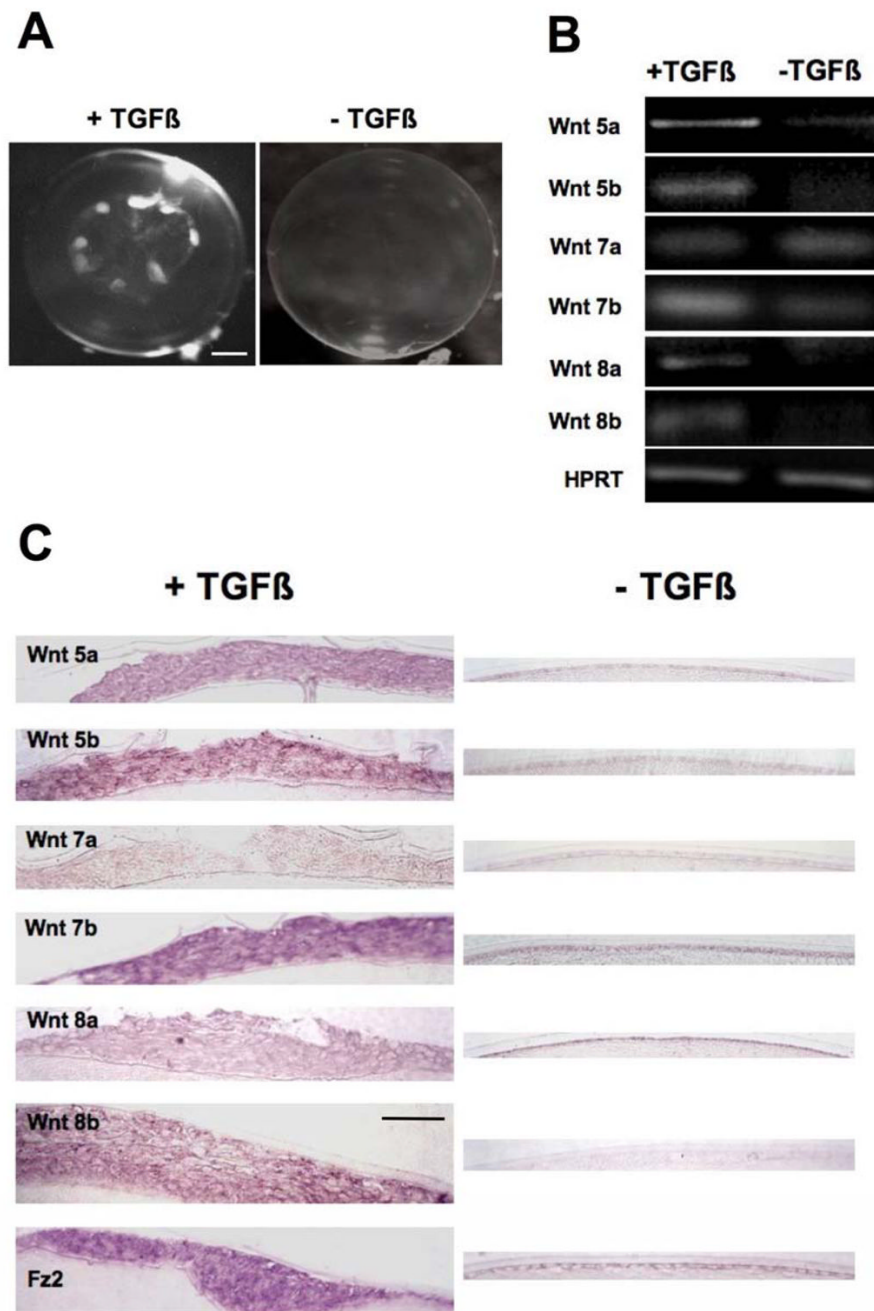 A
+ TGFß
- TGFß
B
+TGFß -TGFß
Wnt 5a
Wnt 5b
Wnt 7a
Wnt 7b
Wnt 8a
Wnt 8b
HPRT
C
+ TGFß
- TGFß
Wnt 5a
Wnt 5b
Wnt 7a
Wnt 7b
Wnt 8a
Wnt 8b
Fz2